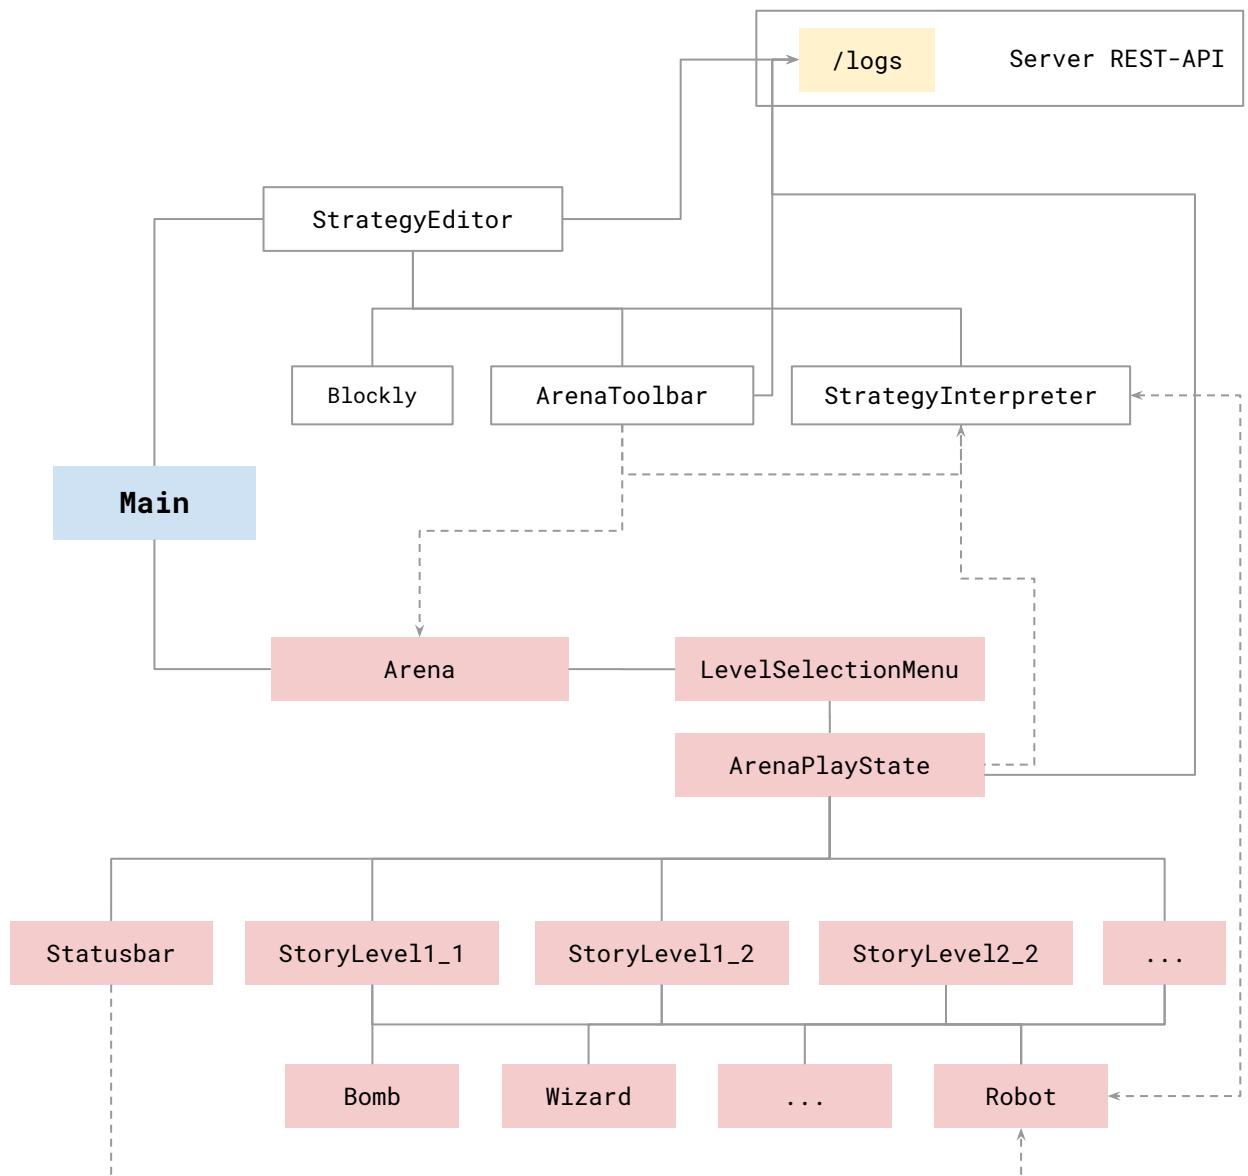 /logs
Server REST-API
StrategyEditor
Blockly
ArenaToolbar
StrategyInterpreter
Main
Arena
LevelSelectionMenu
ArenaPlayState
Statusbar
StoryLevel1_1
StoryLevel1_2
StoryLevel2_2
...
Bomb
Wizard
...
Robot